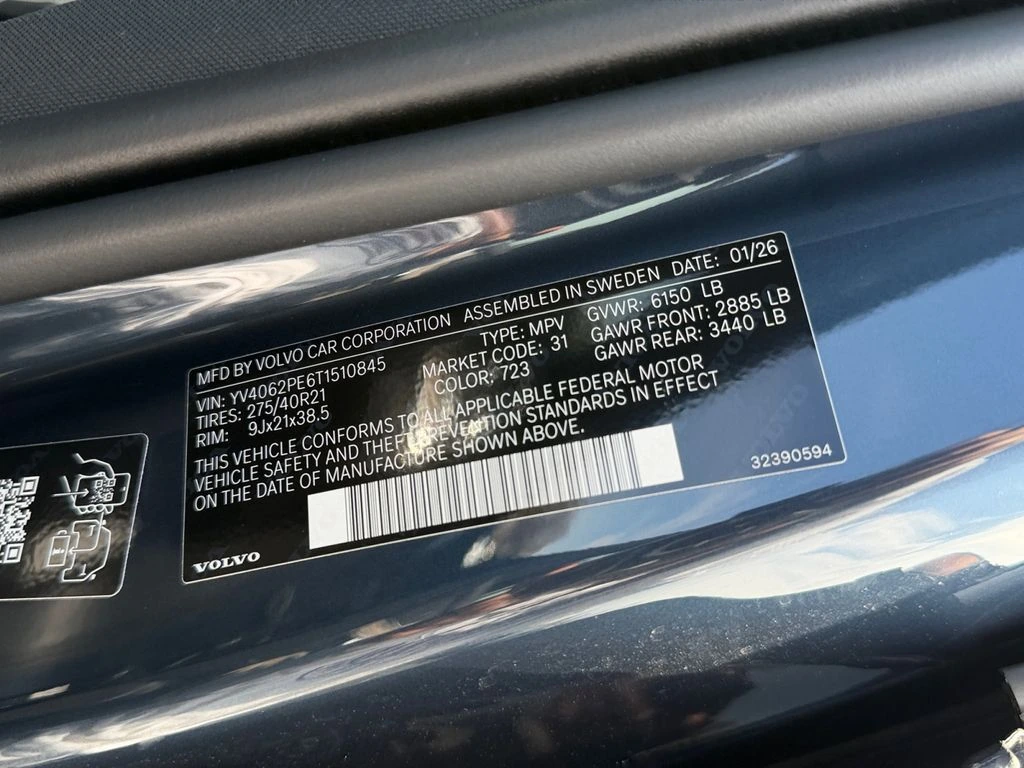 MFD BY VOLVO CAR CORPORATION ASSEMBLED IN SWEDEN DATE: 01/26
VIN: YV4062PE6T1510845 TYPE: MPV GVWR: 6150 LB
TIRES: 275/40R21 MARKET CODE: 31 GAWR FRONT: 2885 LB
RIM: 9Jx21x38.5 COLOR: 723 GAWR REAR: 3440 LB
THIS VEHICLE CONFORMS TO ALL APPLICABLE FEDERAL MOTOR
VEHICLE SAFETY AND THEFT PREVENTION STANDARDS IN EFFECT
ON THE DATE OF MANUFACTURE SHOWN ABOVE.
32390594
VOLVO